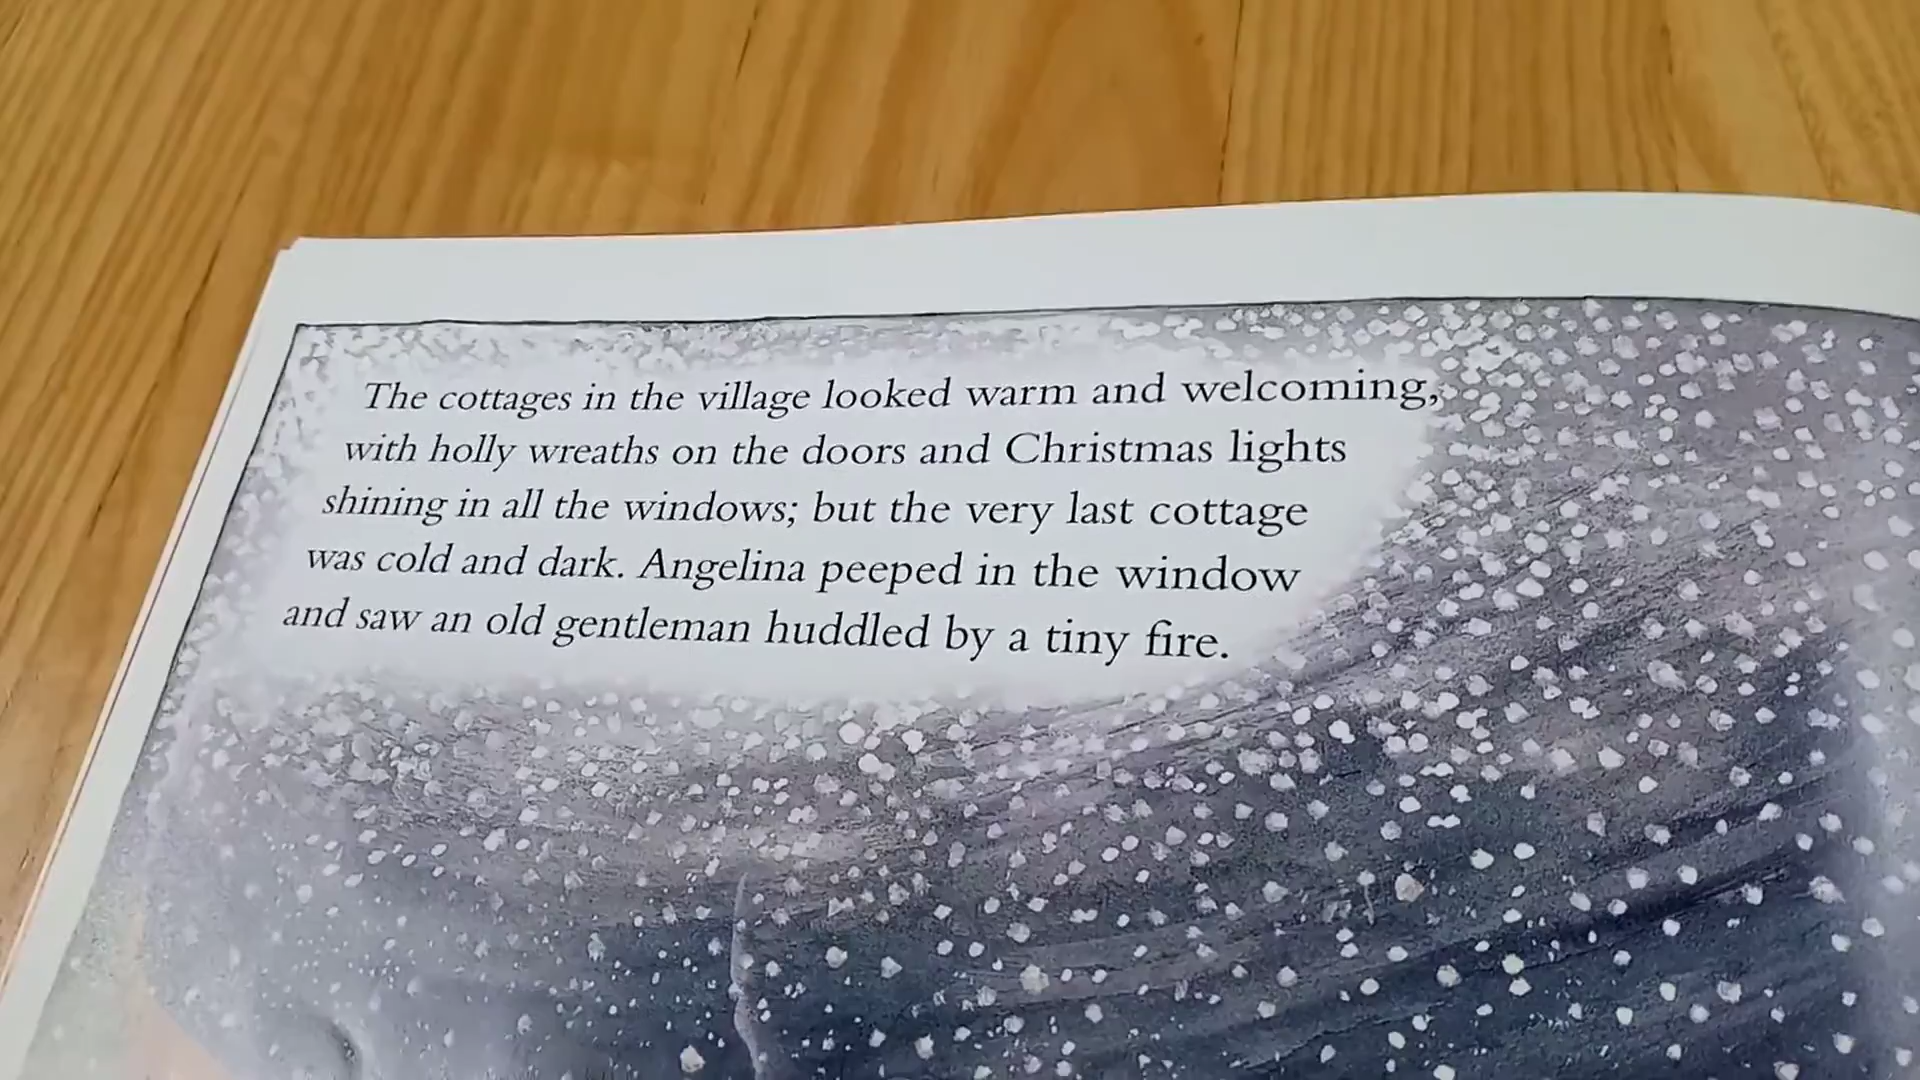 The cottages in the village looked warm and welcoming,
with holly wreaths on the doors and Christmas lights
shining in all the windows; but the very last cottage
was cold and dark. Angelina peeped in the window
and saw an old gentleman huddled by a tiny fire.